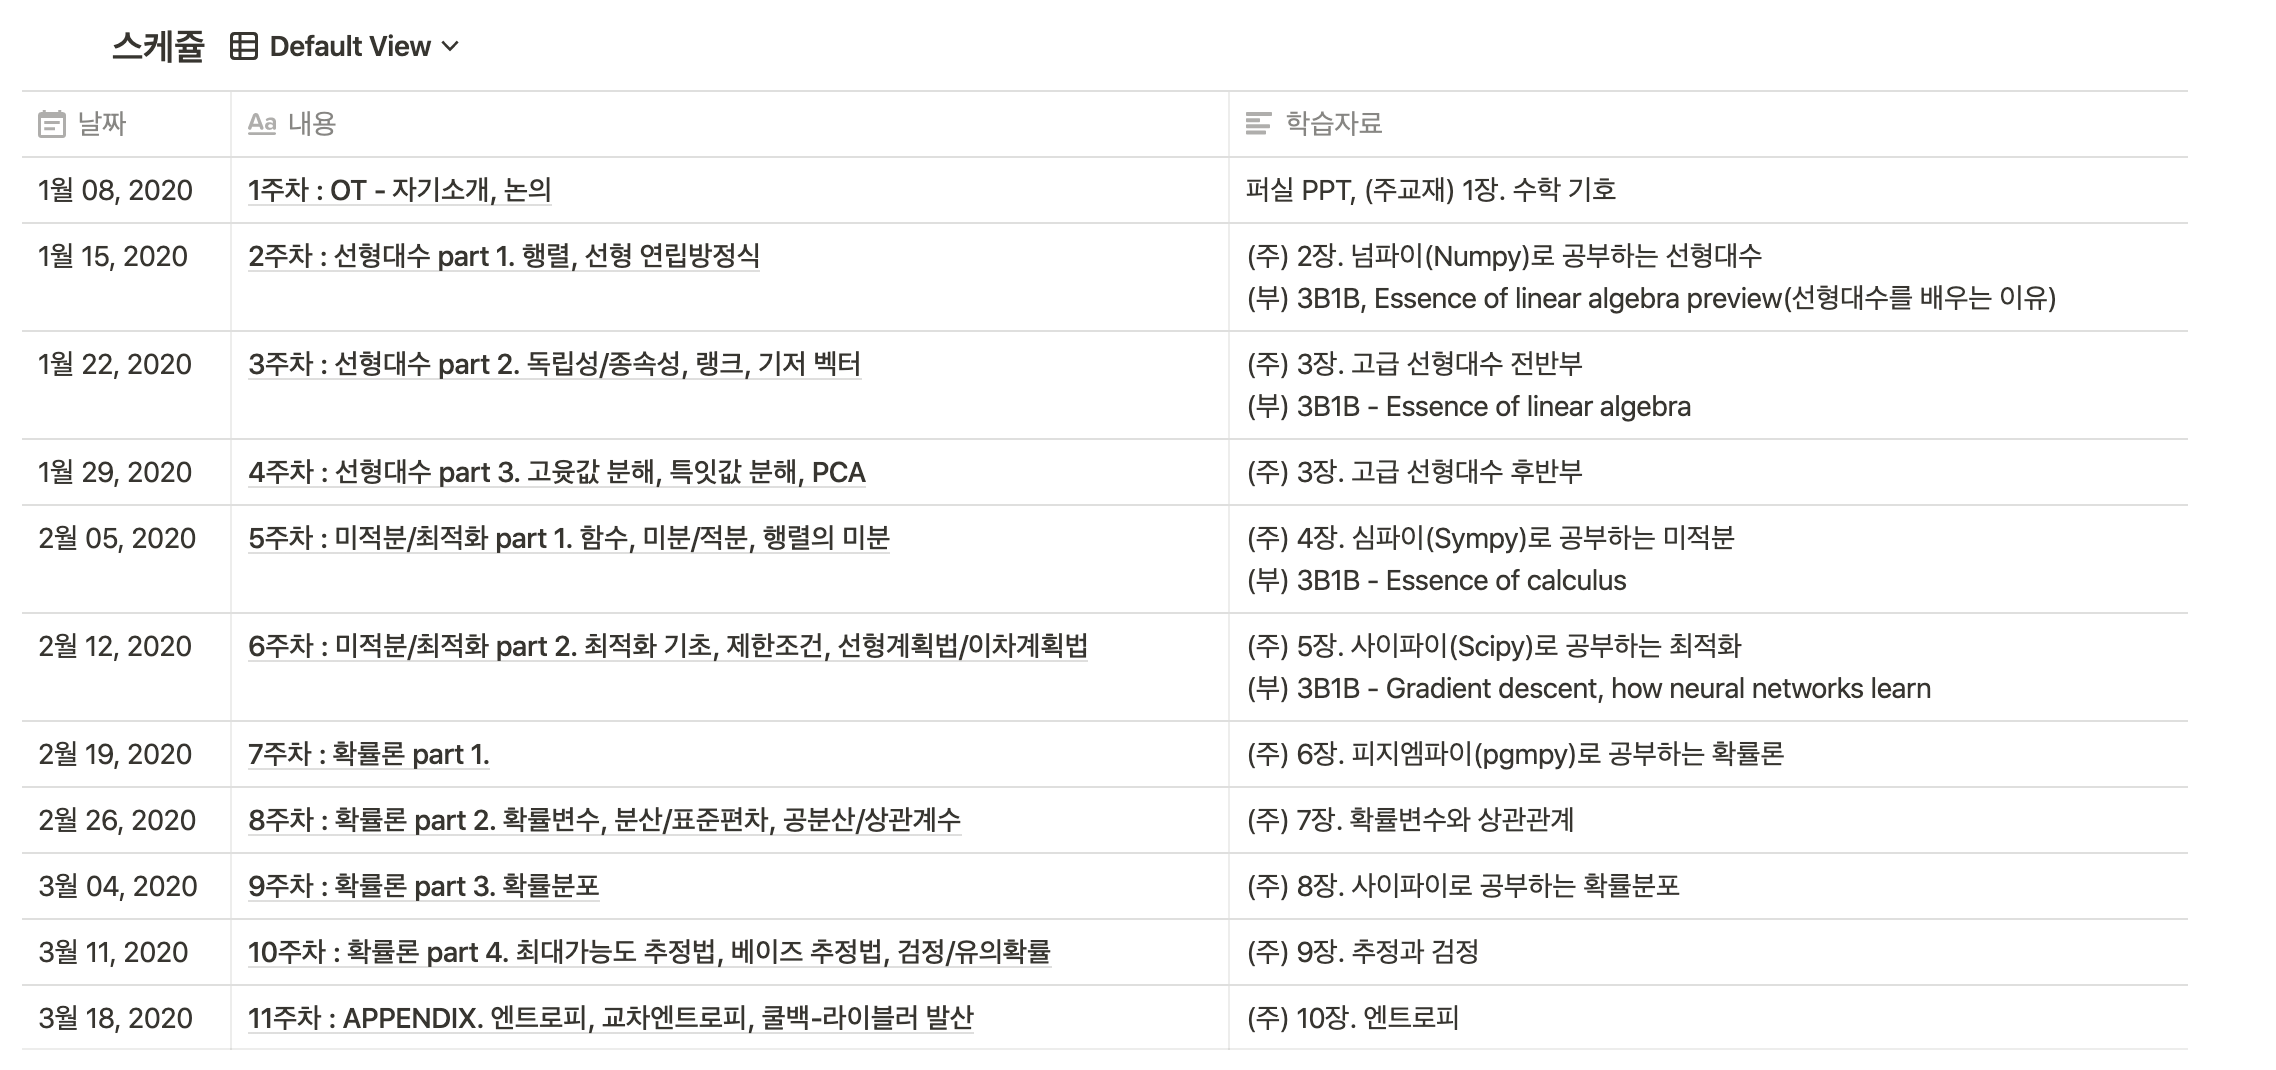 스케쥴 Default View
날짜 Aa 내용 학습자료
1월 08, 2020 1주차 : OT - 자기소개, 논의 퍼실 PPT, (주교재) 1장. 수학 기호
1월 15, 2020 2주차 : 선형대수 part 1. 행렬, 선형 연립방정식 (주) 2장. 넘파이(Numpy)로 공부하는 선형대수
(부) 3B1B, Essence of linear algebra preview(선형대수를 배우는 이유)
1월 22, 2020 3주차 : 선형대수 part 2. 독립성/종속성, 랭크, 기저 벡터 (주) 3장. 고급 선형대수 전반부
(부) 3B1B - Essence of linear algebra
1월 29, 2020 4주차 : 선형대수 part 3. 고윳값 분해, 특잇값 분해, PCA (주) 3장. 고급 선형대수 후반부
2월 05, 2020 5주차 : 미적분/최적화 part 1. 함수, 미분/적분, 행렬의 미분 (주) 4장. 심파이(Sympy)로 공부하는 미적분
(부) 3B1B - Essence of calculus
2월 12, 2020 6주차 : 미적분/최적화 part 2. 최적화 기초, 제한조건, 선형계획법/이차계획법 (주) 5장. 사이파이(Scipy)로 공부하는 최적화
(부) 3B1B - Gradient descent, how neural networks learn
2월 19, 2020 7주차 : 확률론 part 1. (주) 6장. 피지엠파이(pgmpy)로 공부하는 확률론
2월 26, 2020 8주차 : 확률론 part 2. 확률변수, 분산/표준편차, 공분산/상관계수 (주) 7장. 확률변수와 상관관계
3월 04, 2020 9주차 : 확률론 part 3. 확률분포 (주) 8장. 사이파이로 공부하는 확률분포
3월 11, 2020 10주차 : 확률론 part 4. 최대가능도 추정법, 베이즈 추정법, 검정/유의확률 (주) 9장. 추정과 검정
3월 18, 2020 11주차 : APPENDIX. 엔트로피, 교차엔트로피, 쿨백-라이블러 발산 (주) 10장. 엔트로피